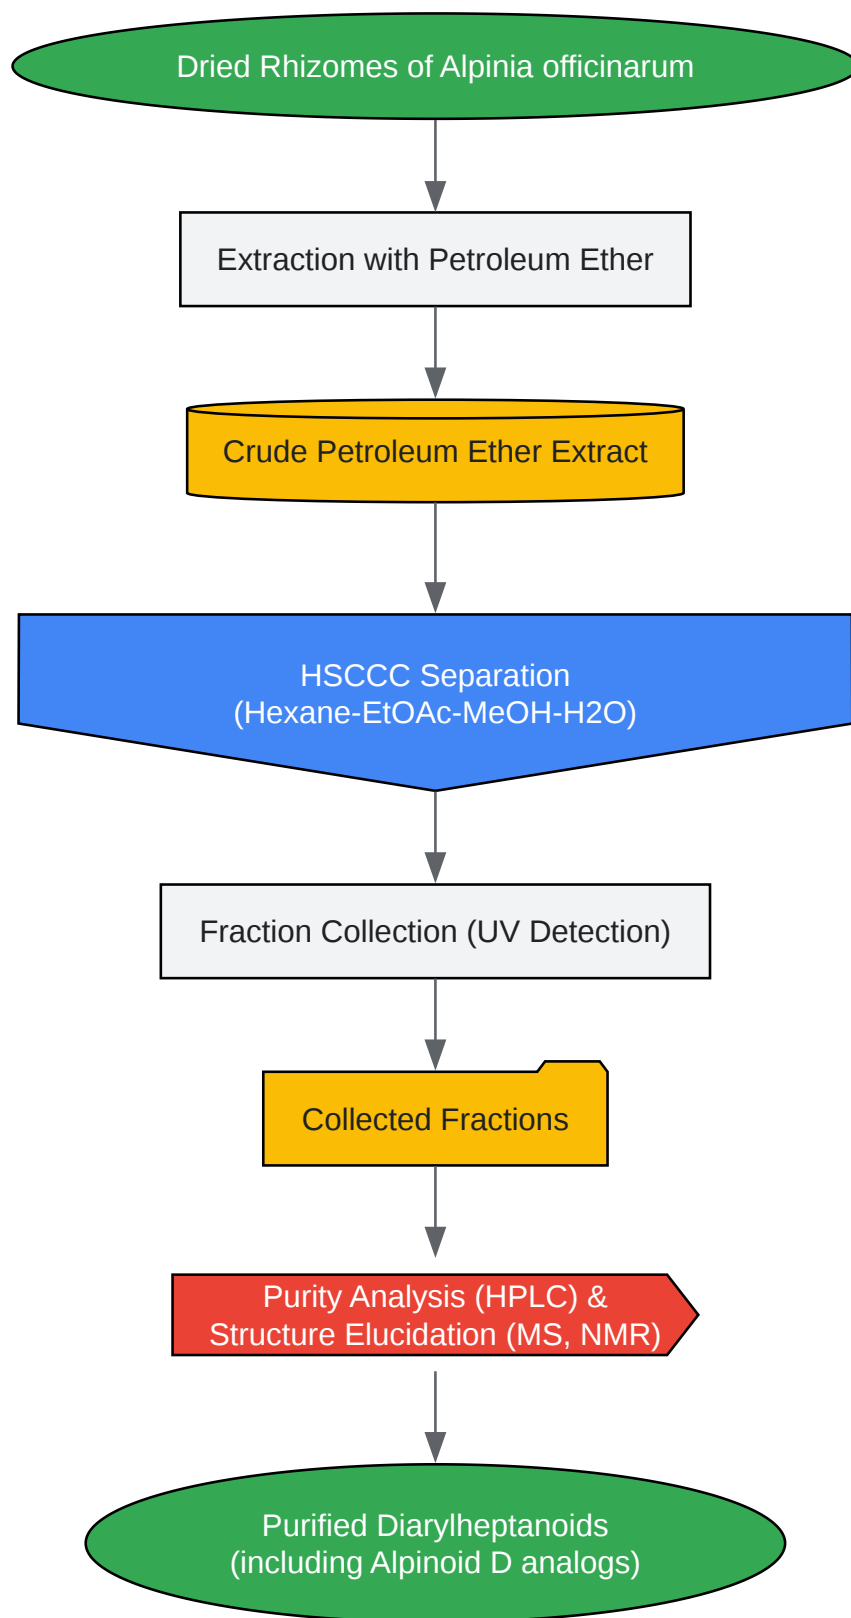 Dried Rhizomes of Alpinia officinarum
Extraction with Petroleum Ether
Crude Petroleum Ether Extract
HSCCC Separation
(Hexane-EtOAc-MeOH-H2O)
Fraction Collection (UV Detection)
Collected Fractions
Purity Analysis (HPLC) &
Structure Elucidation (MS, NMR)
Purified Diarylheptanoids
(including Alpinoid D analogs)